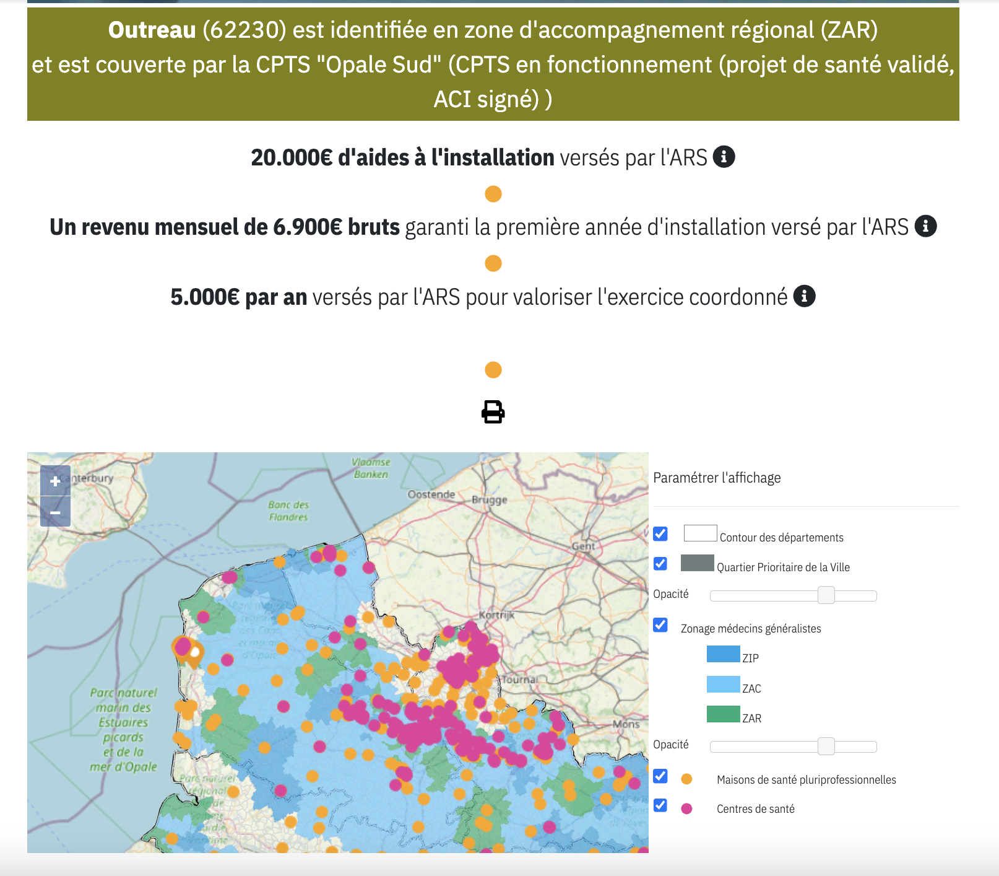 Outreau (62230) est identifiée en zone d'accompagnement régional (ZAR)
et est couverte par la CPTS "Opale Sud" (CPTS en fonctionnement (projet de santé validé,
ACI signé) )
20.000€ d'aides à l'installation versés par l'ARS
Un revenu mensuel de 6.900€ bruts garanti la première année d'installation versé par l'ARS
5.000€ par an versés par l'ARS pour valoriser l'exercice coordonné
+
−
Canterbury
Vlaamse
Banken
Banc des
Flandres
Oostende
Brugge
Gent
Kortrijk
Tournai
Mons
Parc naturel
marin des
Estuaires
picards
et de la
mer d'Opale
Parc naturel
régional
de
Paramétrer l'affichage
Contour des départements
Quartier Prioritaire de la Ville
Opacité
Zonage médecins généralistes
ZIP
ZAC
ZAR
Opacité
Maisons de santé pluriprofessionnelles
Centres de santé